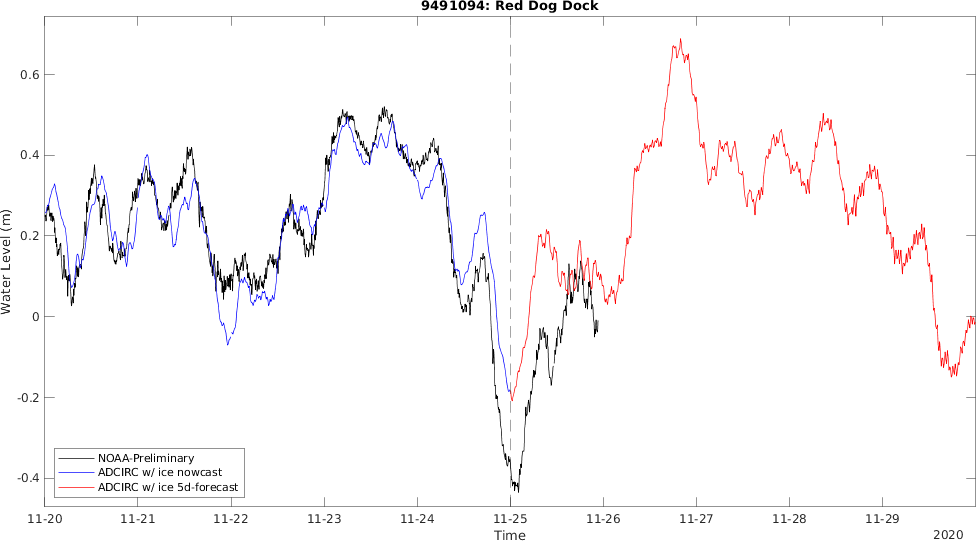 9491094: Red Dog Dock
Water Level (m)
0.6
0.4
0.2
0
-0.2
-0.4
NOAA-Preliminary
ADCIRC w/ ice nowcast
ADCIRC w/ ice 5d-forecast
11-20 11-21 11-22 11-23 11-24 11-25 11-26 11-27 11-28 11-29
Time
2020